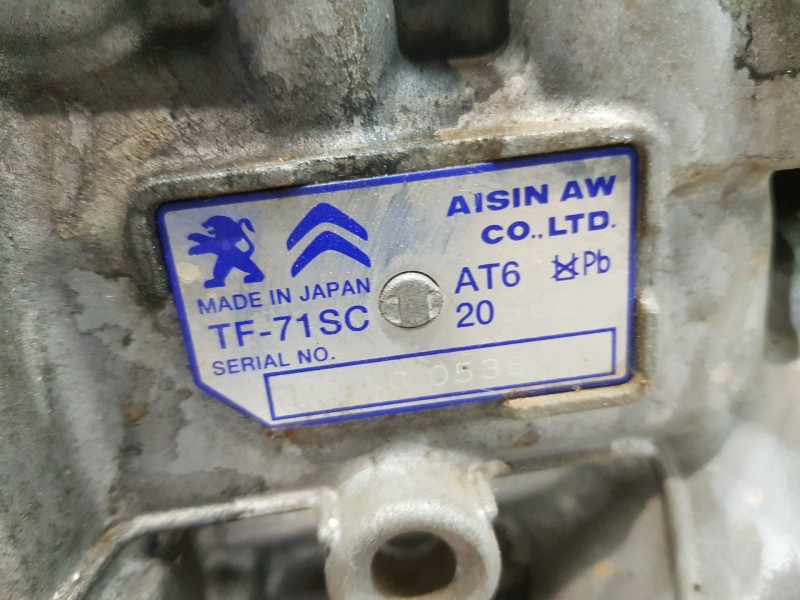 AISIN AW
CO.,LTD.
MADE IN JAPAN
TF-71SC
AT6 Pb
20
SERIAL NO.